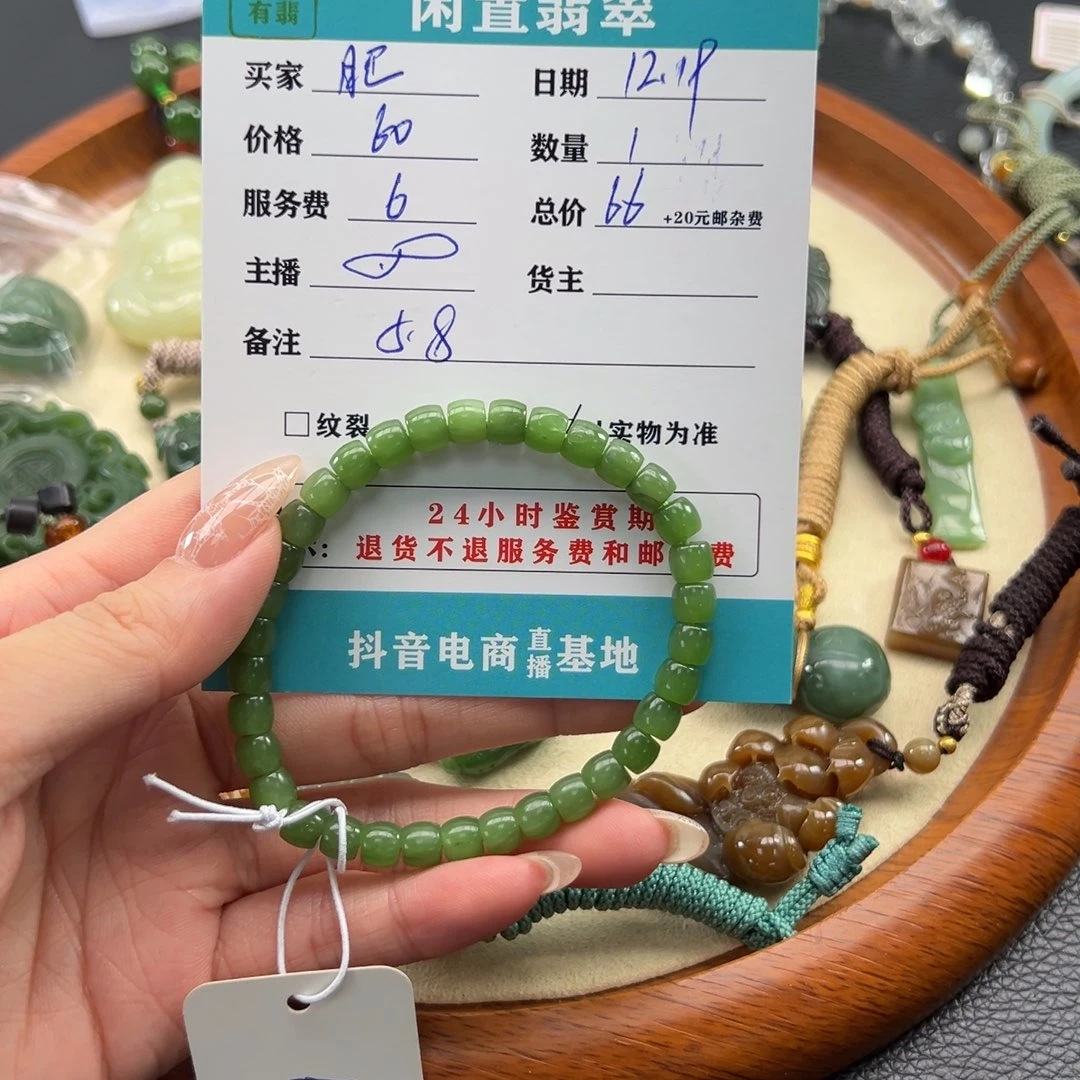 有翡
闲置翡翠
买家 肥 日期 12.19
价格 60 数量 1
服务费 6 总价 66 +20元邮杂费
主播 货主
备注 5.8
□纹裂 实物为准
24小时鉴赏期
退货不退服务费和邮 费
抖音电商直播基地